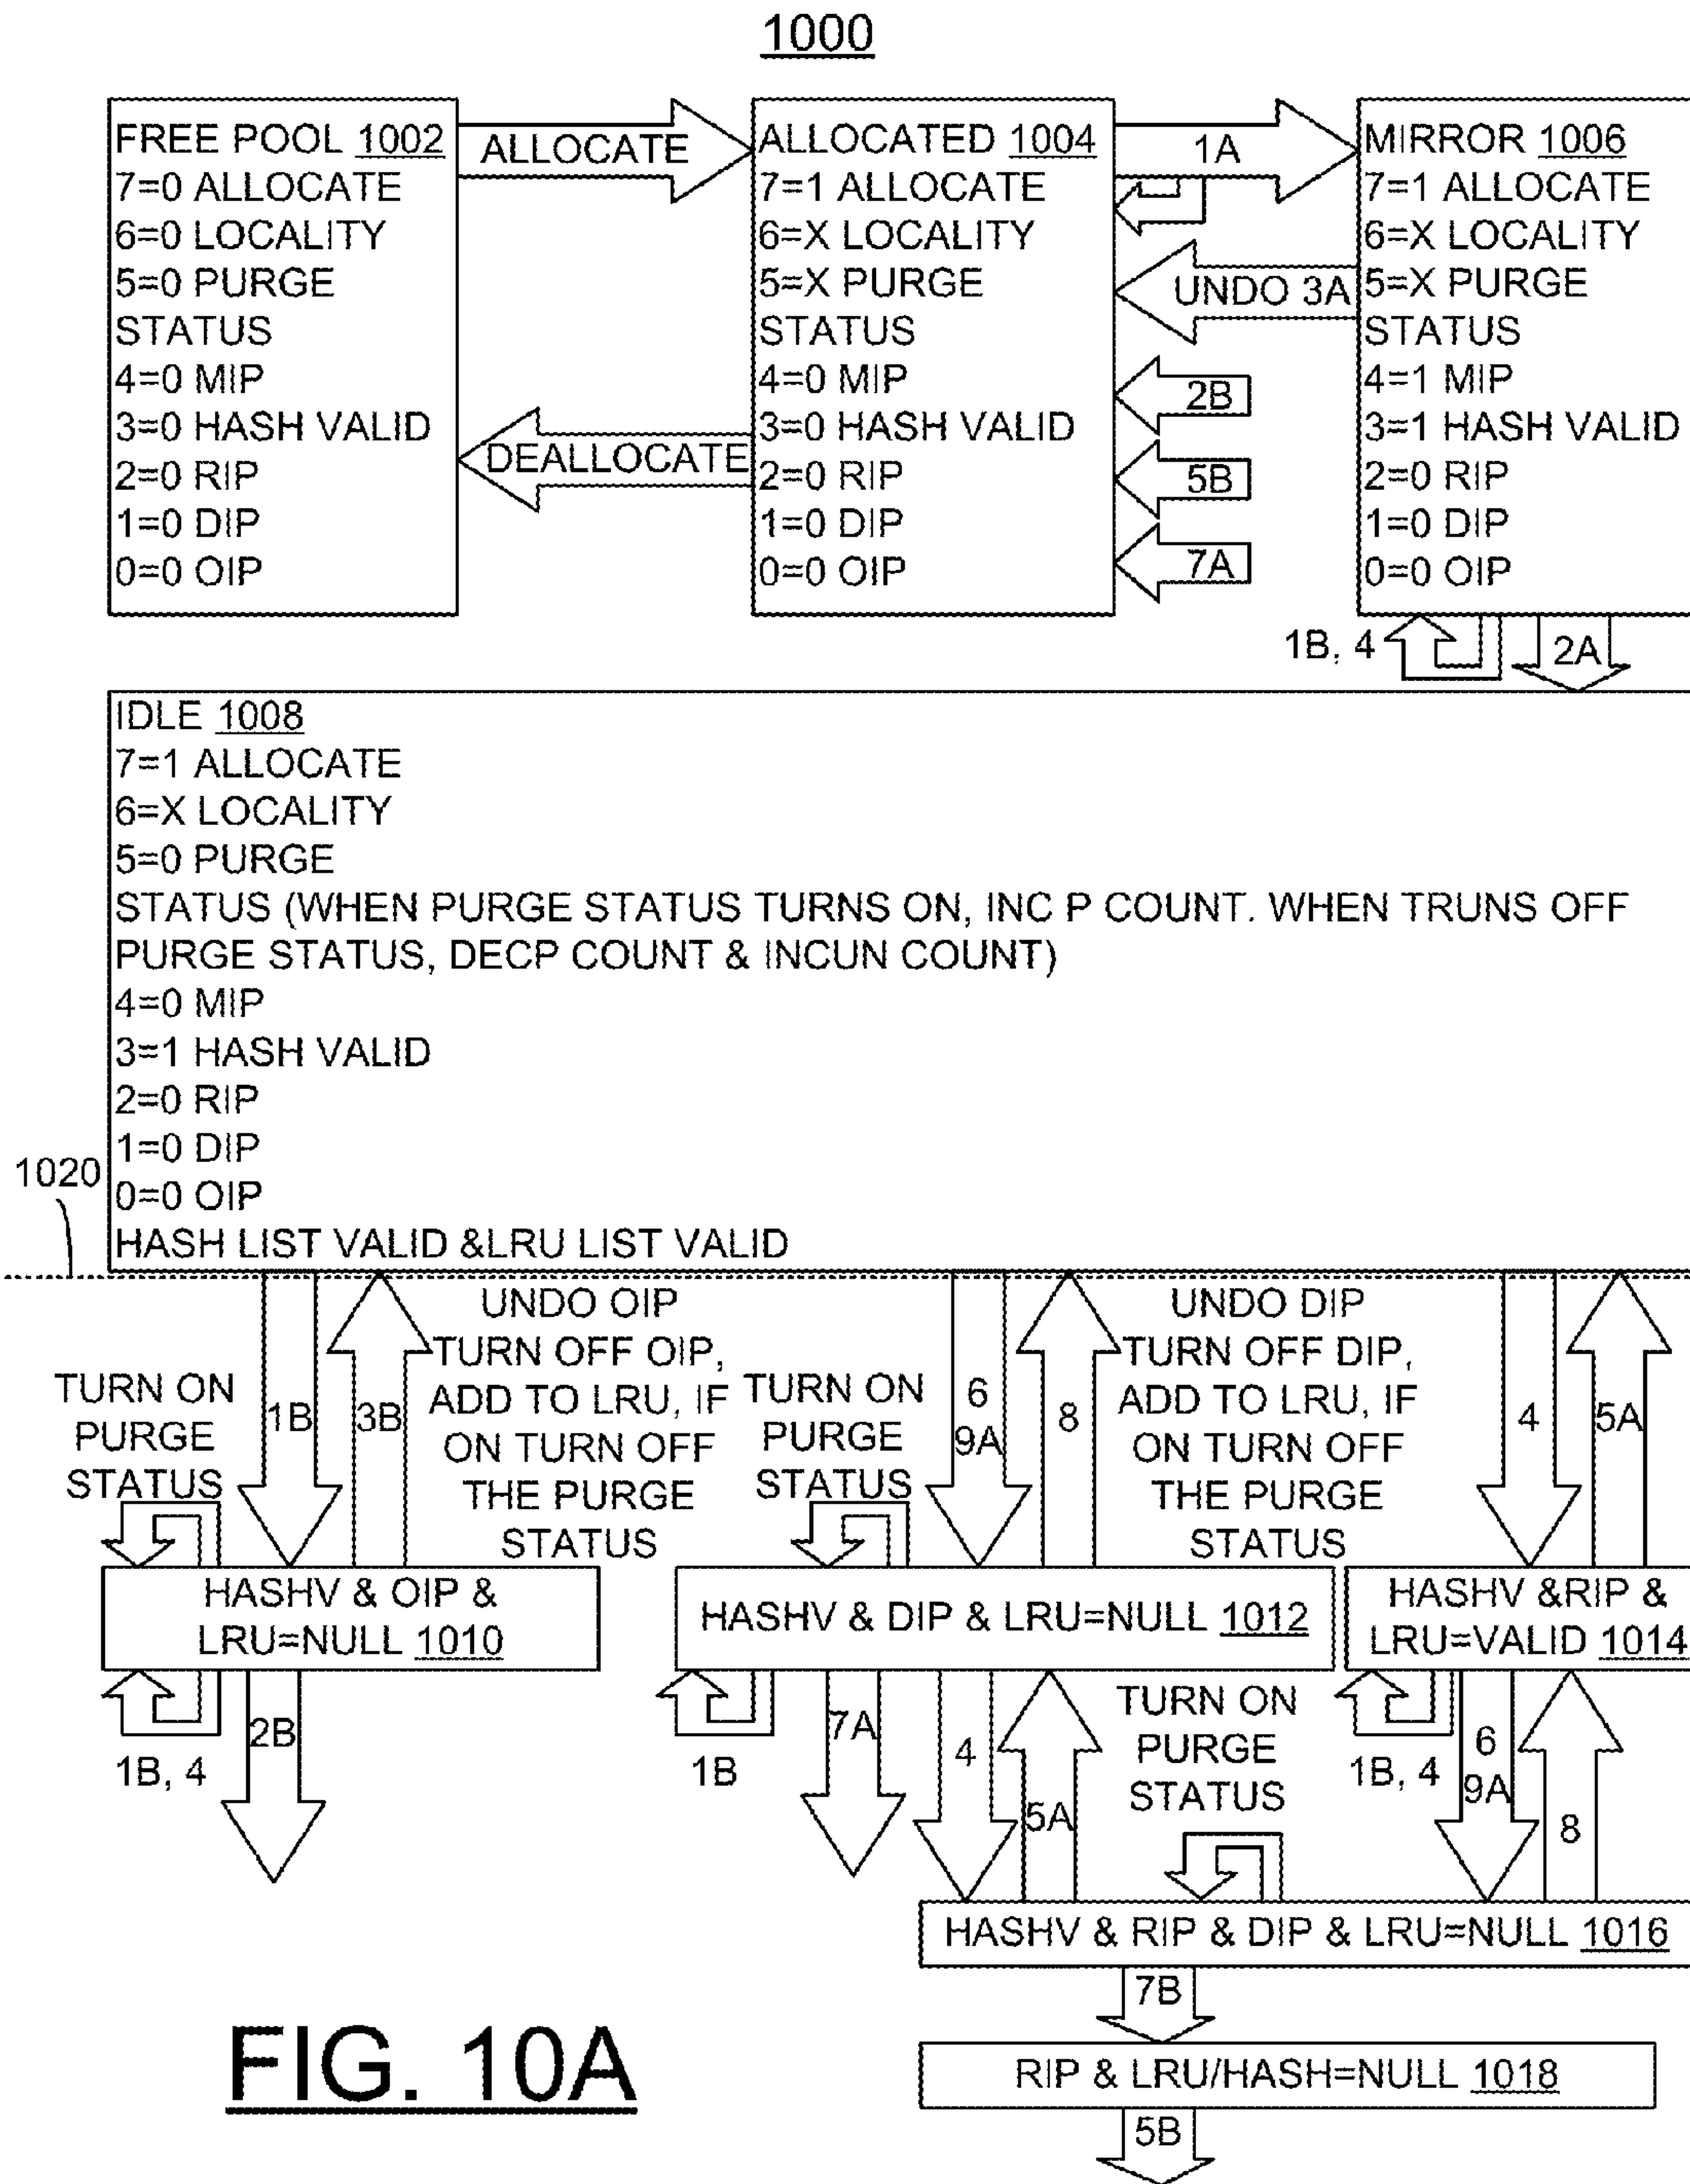 1000
FREE POOL 1002
7=0 ALLOCATE
6=0 LOCALITY
5=0 PURGE
STATUS
4=0 MIP
3=0 HASH VALID
2=0 RIP
1=0 DIP
0=0 OIP
ALLOCATE
DEALLOCATE
ALLOCATED 1004
7=1 ALLOCATE
6=X LOCALITY
5=X PURGE
STATUS
4=0 MIP
3=0 HASH VALID
2=0 RIP
1=0 DIP
0=0 OIP
1A
UNDO 3A
2B
5B
7A
MIRROR 1006
7=1 ALLOCATE
6=X LOCALITY
5=X PURGE
STATUS
4=1 MIP
3=1 HASH VALID
2=0 RIP
1=0 DIP
0=0 OIP
1B, 4
2A
IDLE 1008
7=1 ALLOCATE
6=X LOCALITY
5=0 PURGE
STATUS (WHEN PURGE STATUS TURNS ON, INC P COUNT. WHEN TRUNS OFF
PURGE STATUS, DECP COUNT & INCUN COUNT)
4=0 MIP
3=1 HASH VALID
2=0 RIP
1=0 DIP
0=0 OIP
HASH LIST VALID &LRU LIST VALID
1020
TURN ON
PURGE
STATUS
1B
3B
UNDO OIP
TURN OFF OIP,
ADD TO LRU, IF
ON TURN OFF
THE PURGE
STATUS
TURN ON
PURGE
STATUS
6
9A
8
UNDO DIP
TURN OFF DIP,
ADD TO LRU, IF
ON TURN OFF
THE PURGE
STATUS
4
5A
HASHV & OIP &
LRU=NULL 1010
HASHV & DIP & LRU=NULL 1012
HASHV &RIP &
LRU=VALID 1014
1B, 4
2B
1B
7A
4
5A
TURN ON
PURGE
STATUS
1B, 4
6
9A
8
HASHV & RIP & DIP & LRU=NULL 1016
7B
RIP & LRU/HASH=NULL 1018
5B
FIG. 10A